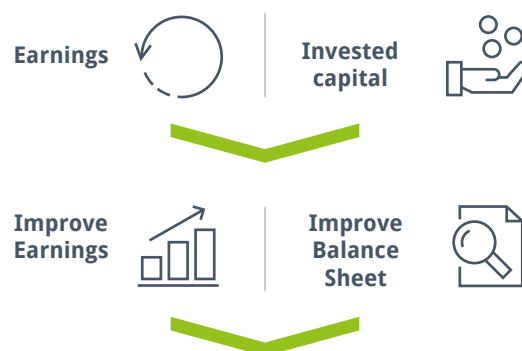 Earnings
Invested
capital
Improve
Earnings
Improve
Balance
Sheet